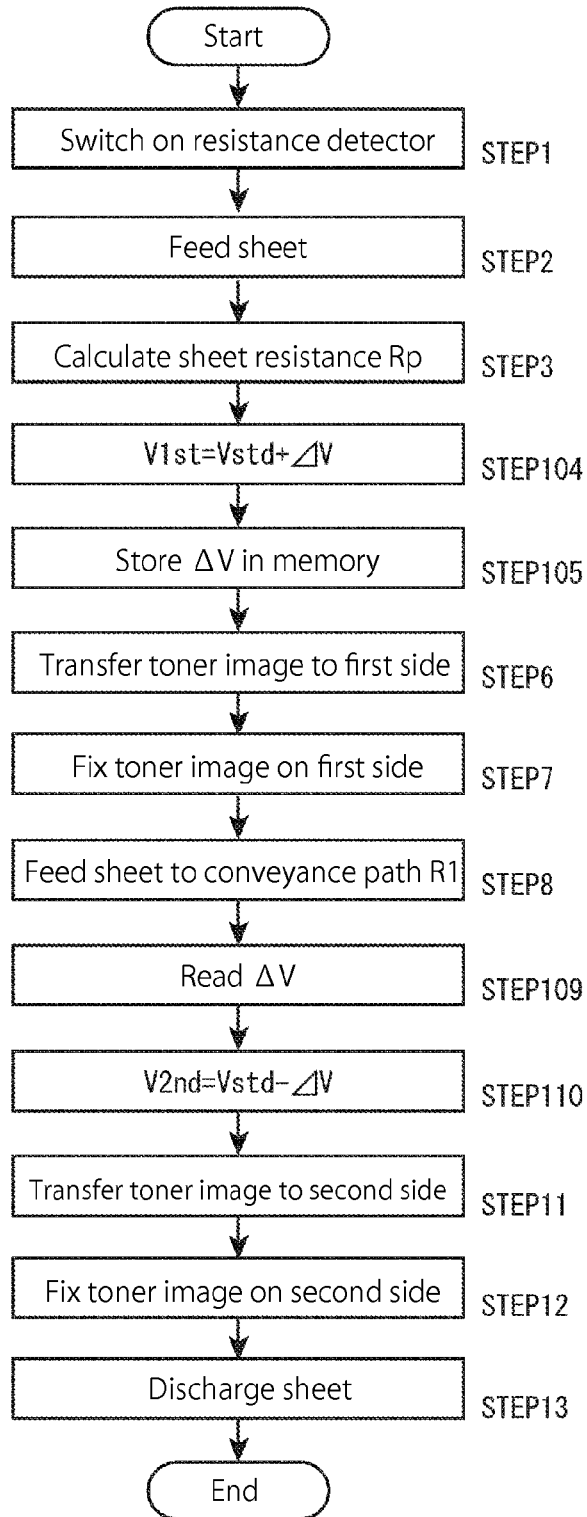 Start
Switch on resistance detector
STEP1
Feed sheet
STEP2
Calculate sheet resistance Rp
STEP3
V1st=Vstd+⊿V
STEP104
Store ΔV in memory
STEP105
Transfer toner image to first side
STEP6
Fix toner image on first side
STEP7
Feed sheet to conveyance path R1
STEP8
Read ΔV
STEP109
V2nd=Vstd-⊿V
STEP110
Transfer toner image to second side
STEP11
Fix toner image on second side
STEP12
Discharge sheet
STEP13
End